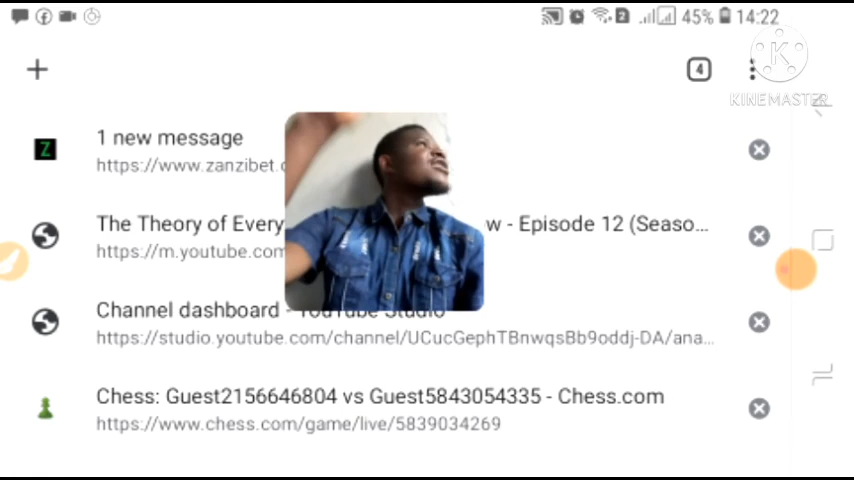 2 45% 14:22
4
K
KINEMASTER
Z 1 new message
https://www.zanzibet.
The Theory of Every w - Episode 12 (Seaso...
https://m.youtube.com
Channel dashboard - YouTube Studio
https://studio.youtube.com/channel/UCucGephTBnwqsBb9oddj-DA/ana...
Chess: Guest2156646804 vs Guest5843054335 - Chess.com
https://www.chess.com/game/live/5839034269